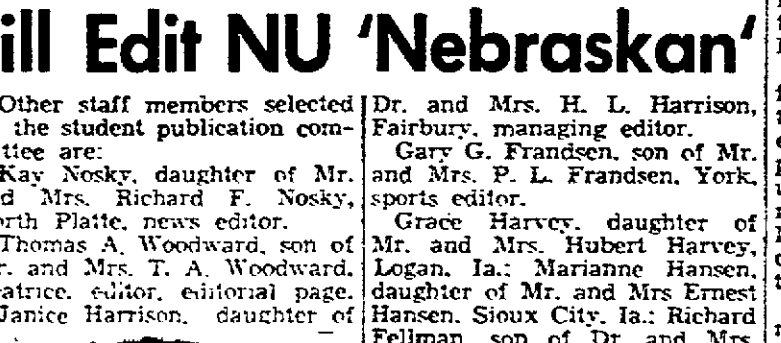 ill Edit NU 'Nebraskan'
Other staff members selected
the student publication com-
ttee are:
Kay Nosky, daughter of Mr.
d Mrs. Richard F. Nosky,
orth Platte, news editor.
Thomas A. Woodward, son of
r. and Mrs. T. A. Woodward,
eatrice, editor, editorial page.
Janice Harrison, daughter of
Dr. and Mrs. H. L. Harrison,
Fairbury, managing editor.
Gary G. Frandsen, son of Mr.
and Mrs. P. L. Frandsen, York,
sports editor.
Grace Harvey, daughter of
Mr. and Mrs. Hubert Harvey,
Logan, Ia.; Marianne Hansen,
daughter of Mr. and Mrs Ernest
Hansen, Sioux City, Ia.; Richard
Fellman, son of Dr. and Mrs.